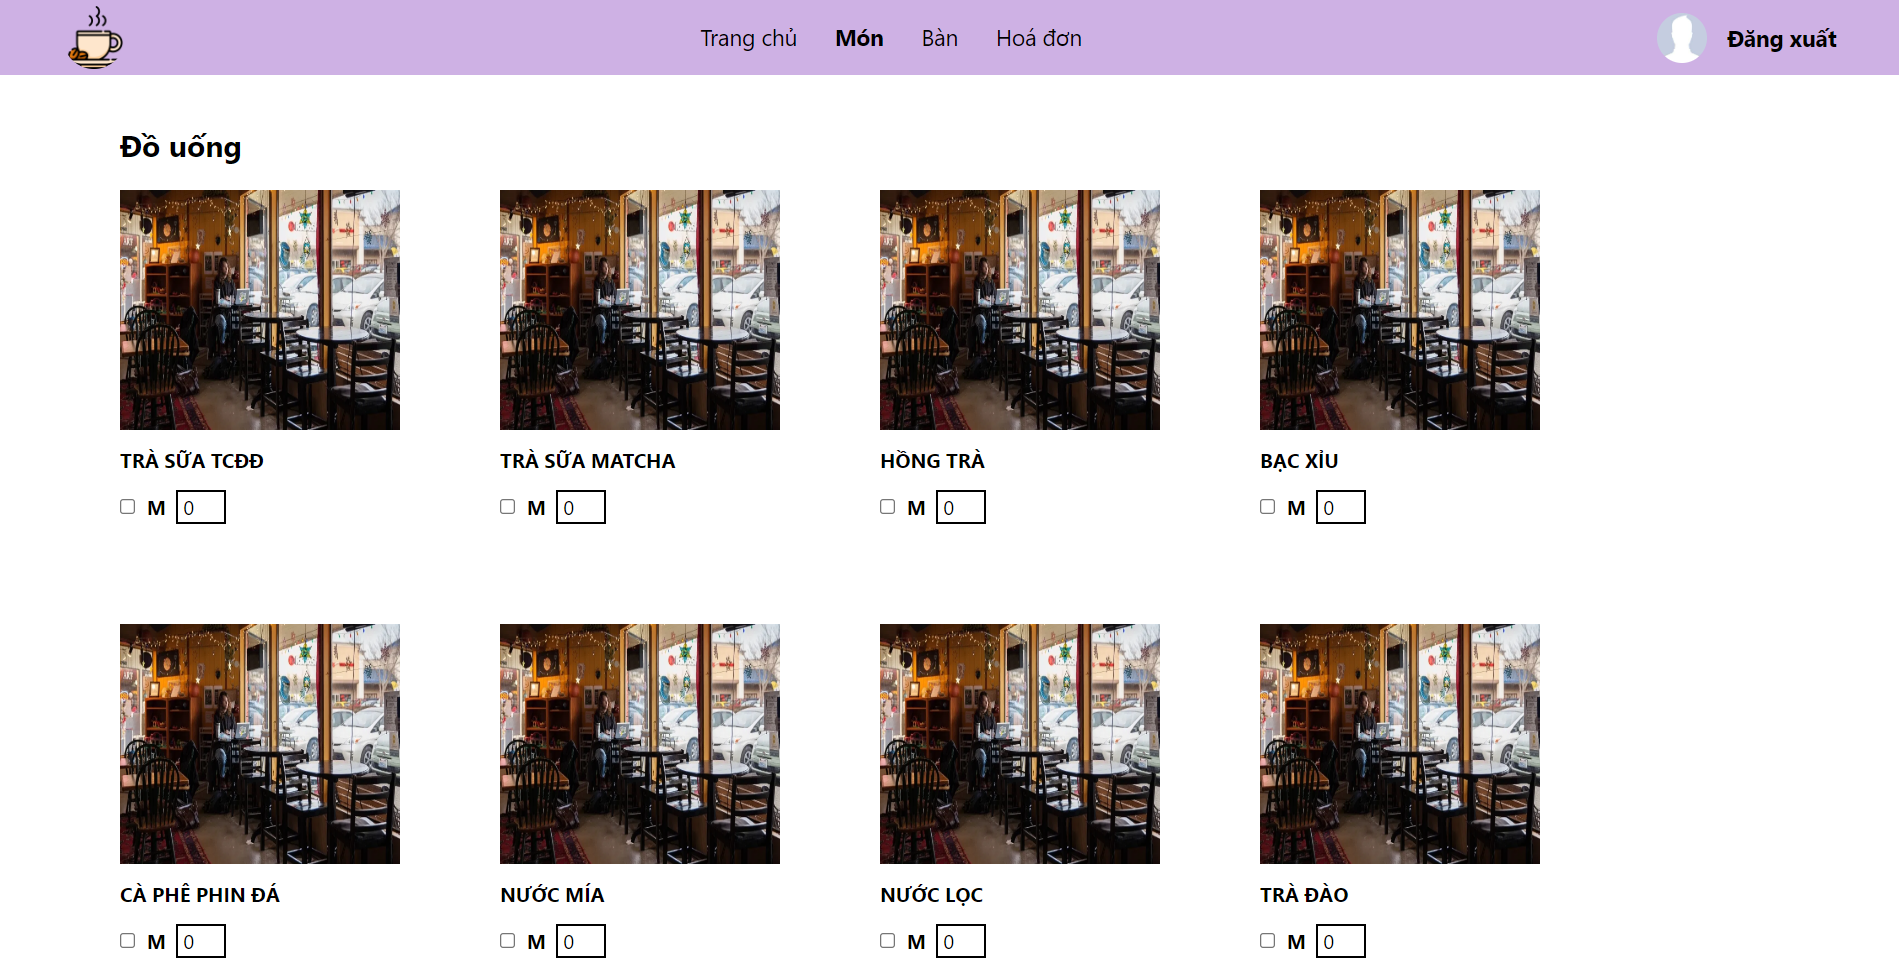 Trang chủ Món Bàn Hoá đơn Đăng xuất
Đồ uống
TRÀ SỮA TCĐĐ TRÀ SỮA MATCHA HỒNG TRÀ BẠC XỈU
M 0 M 0 M 0 M 0
CÀ PHÊ PHIN ĐÁ NƯỚC MÍA NƯỚC LỌC TRÀ ĐÀO
M 0 M 0 M 0 M 0